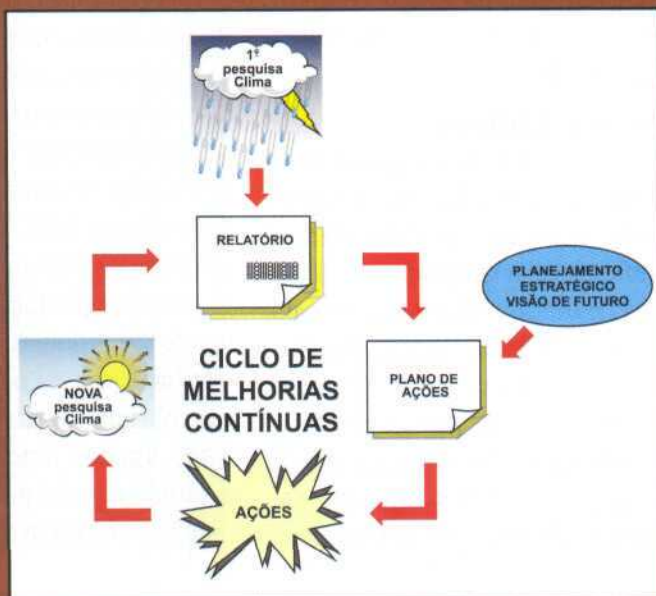 1ª
pesquisa
Clima
RELATÓRIO
PLANEJAMENTO
ESTRATÉGICO
VISÃO DE FUTURO
PLANO DE
AÇÕES
CICLO DE
MELHORIAS
CONTÍNUAS
NOVA
pesquisa
Clima
AÇÕES